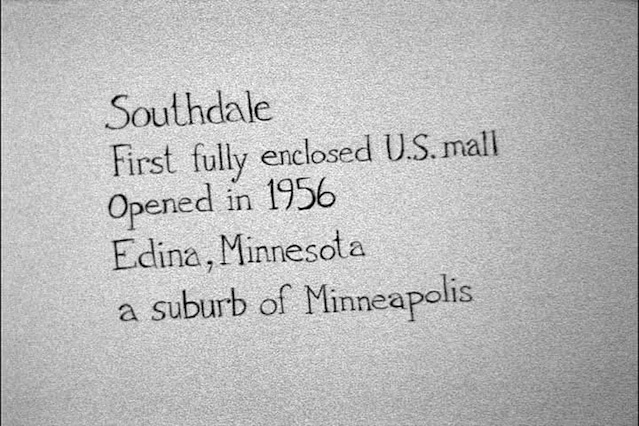 Southdale
First fully enclosed U.S. mall
Opened in 1956
Edina, Minnesota
a suburb of Minneapolis